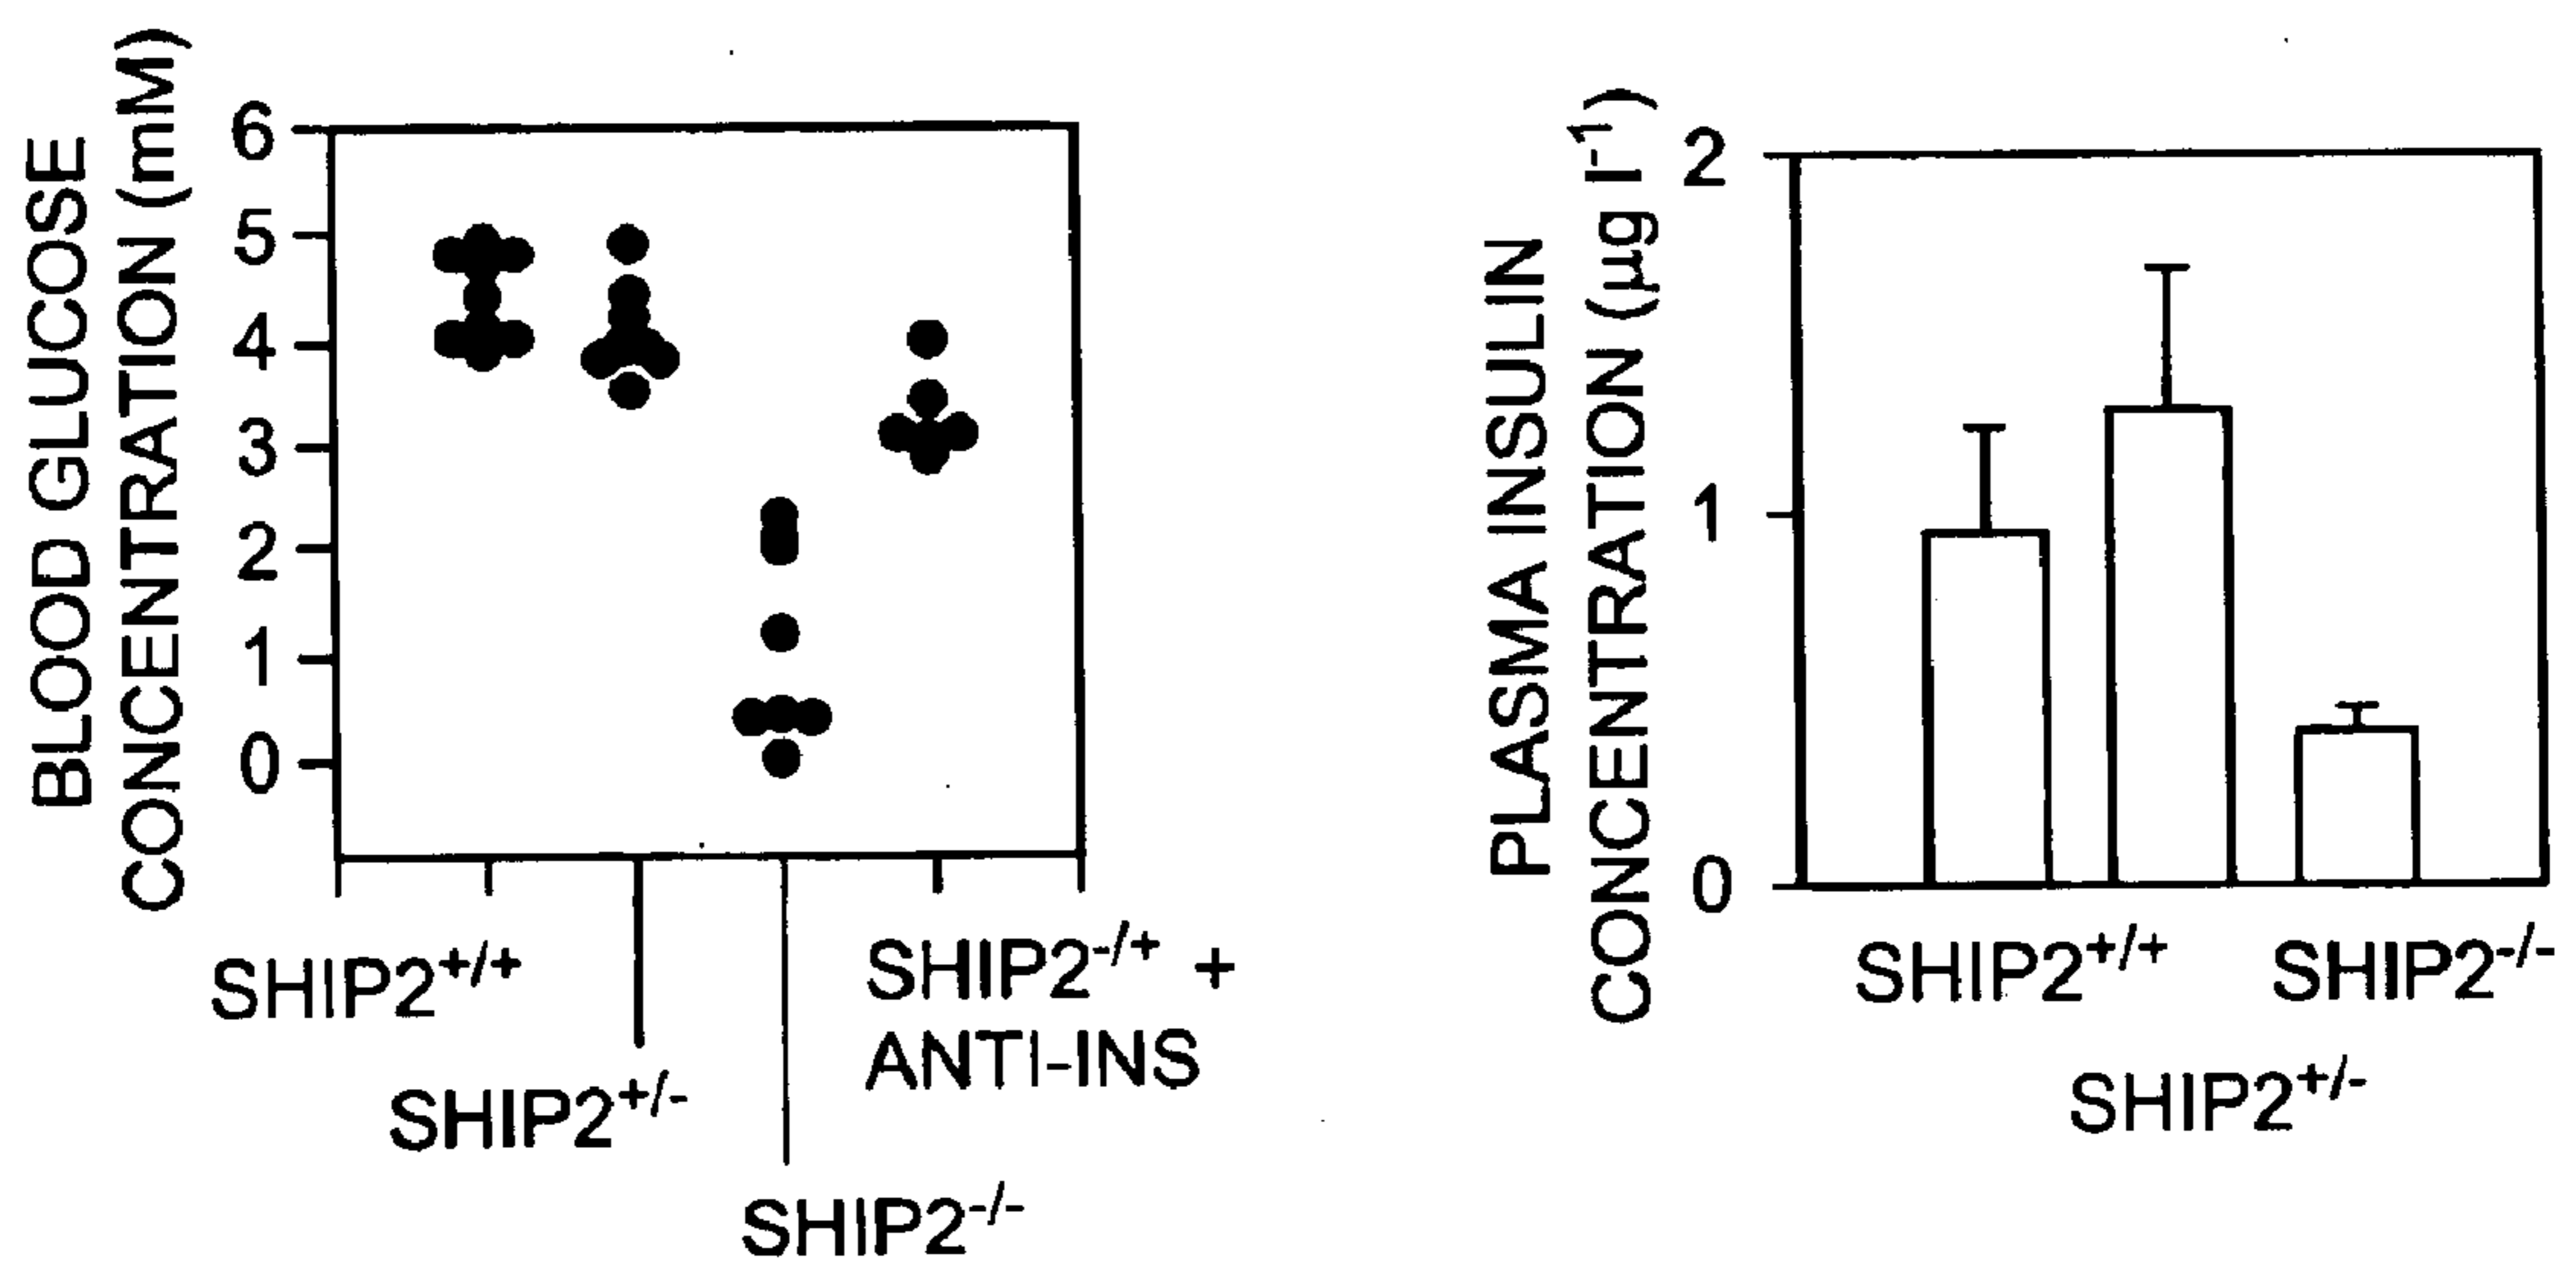 BLOOD GLUCOSE
CONCENTRATION (mM)
6
5
4
3
2
1
0
SHIP2+/+
SHIP2+/-
SHIP2-/-
SHIP2-/+ +
ANTI-INS
PLASMA INSULIN
CONCENTRATION (µg l-1)
2
1
0
SHIP2+/+
SHIP2-/-
SHIP2+/-